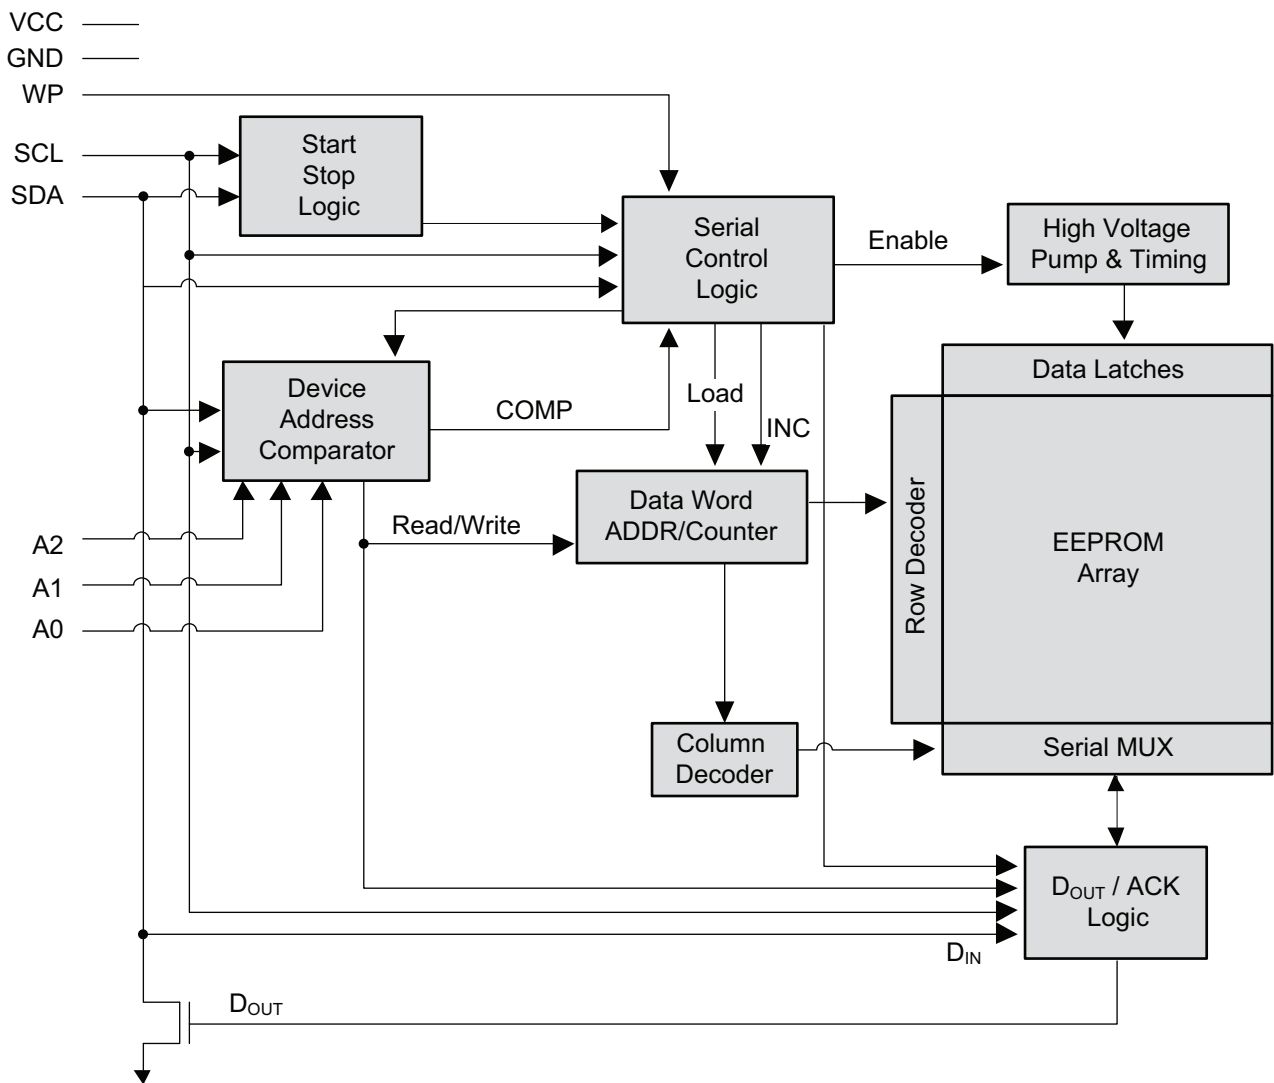 VCC
GND
WP
SCL
SDA
Start
Stop
Logic
Serial
Control
Logic
Enable
High Voltage
Pump & Timing
Data Latches
Device
Address
Comparator
COMP
Load
INC
A2
A1
A0
Read/Write
Data Word
ADDR/Counter
Row Decoder
EEPROM
Array
Column
Decoder
Serial MUX
DOUT / ACK
Logic
DIN
DOUT